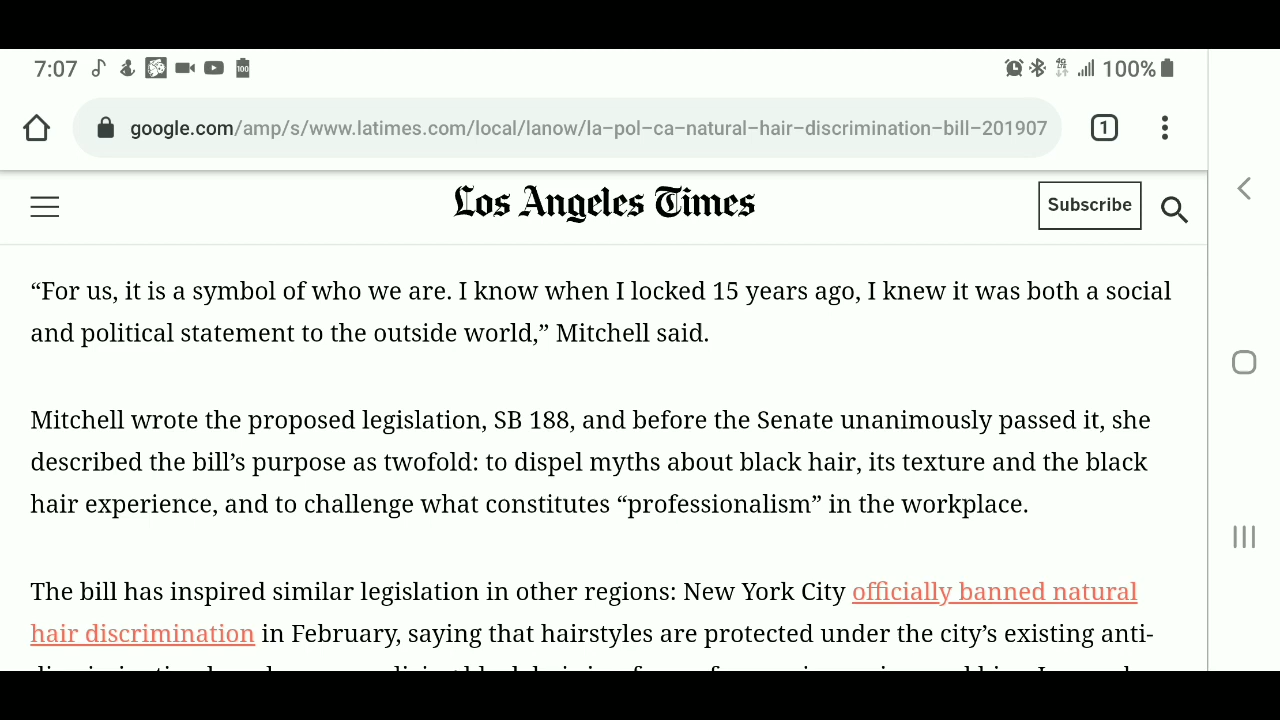 7:07 100 4G LTE 100%
google.com/amp/s/www.latimes.com/local/lanow/la-pol-ca-natural-hair-discrimination-bill-201907 1
Los Angeles Times Subscribe
“For us, it is a symbol of who we are. I know when I locked 15 years ago, I knew it was both a social
and political statement to the outside world,” Mitchell said.
Mitchell wrote the proposed legislation, SB 188, and before the Senate unanimously passed it, she
described the bill’s purpose as twofold: to dispel myths about black hair, its texture and the black
hair experience, and to challenge what constitutes “professionalism” in the workplace.
The bill has inspired similar legislation in other regions: New York City officially banned natural
hair discrimination in February, saying that hairstyles are protected under the city’s existing anti-